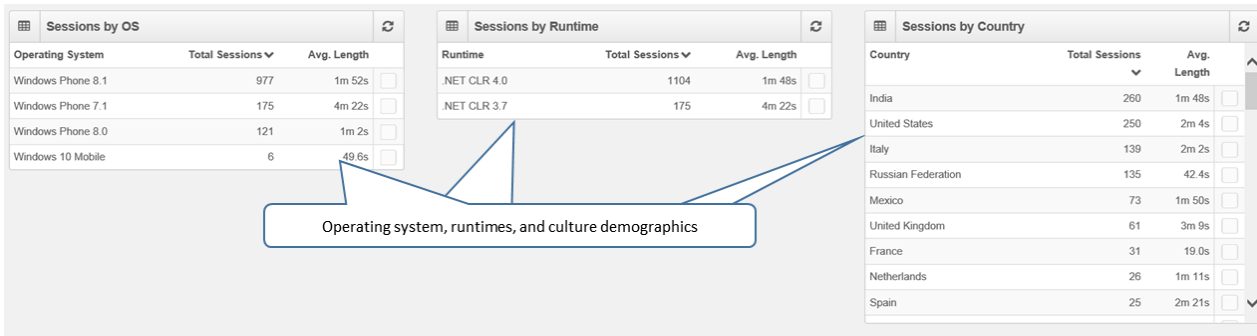 Sessions by OS
Operating System Total Sessions Avg. Length
Windows Phone 8.1 977 1m 52s
Windows Phone 7.1 175 4m 22s
Windows Phone 8.0 121 1m 2s
Windows 10 Mobile 6 49.6s
Sessions by Runtime
Runtime Total Sessions Avg. Length
.NET CLR 4.0 1104 1m 48s
.NET CLR 3.7 175 4m 22s
Sessions by Country
Country Total Sessions Avg.
Length
India 260 1m 48s
United States 250 2m 4s
Italy 139 2m 2s
Russian Federation 135 42.4s
Mexico 73 1m 50s
United Kingdom 61 3m 9s
France 31 19.0s
Netherlands 26 1m 11s
Spain 25 2m 21s
Operating system, runtimes, and culture demographics